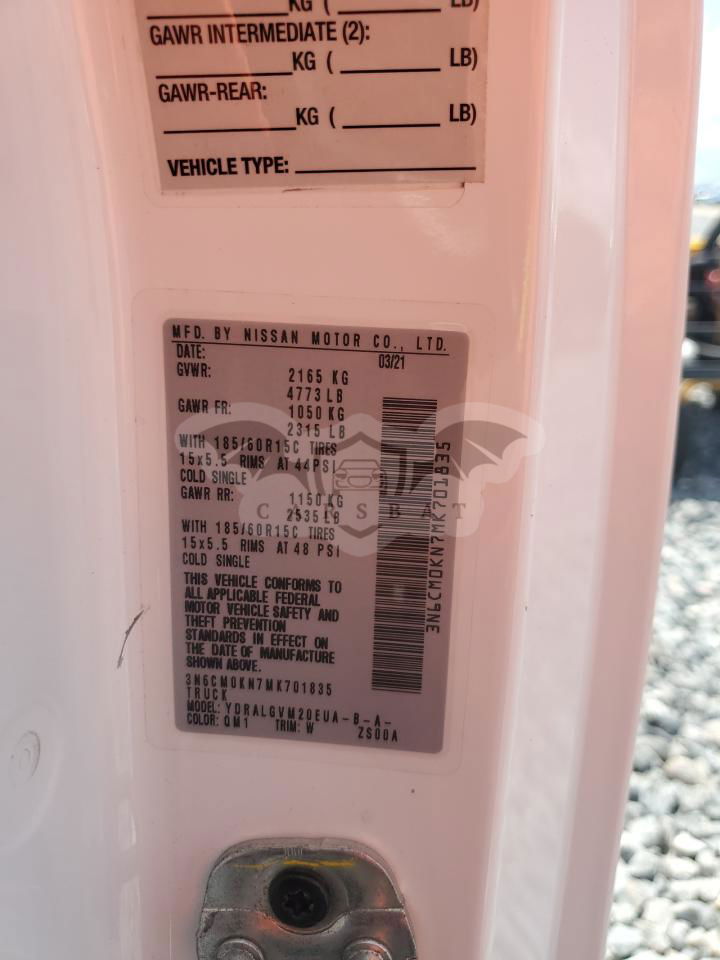 KG ( LB)
GAWR INTERMEDIATE (2):
KG ( LB)
GAWR-REAR:
KG ( LB)
VEHICLE TYPE:
MFD. BY NISSAN MOTOR CO., LTD.
DATE: 03/21
GVWR: 2165 KG
4773 LB
GAWR FR: 1050 KG
2315 LB
WITH 185/60R15C TIRES
15x5.5 RIMS AT 44PSI
COLD SINGLE
GAWR RR: 1150 KG
2535 LB
WITH 185/60R15C TIRES
15x5.5 RIMS AT 48 PSI
COLD SINGLE
THIS VEHICLE CONFORMS TO
ALL APPLICABLE FEDERAL
MOTOR VEHICLE SAFETY AND
THEFT PREVENTION
STANDARDS IN EFFECT ON
THE DATE OF MANUFACTURE
SHOWN ABOVE.
3N6CM0KN7MK701835
TRUCK
MODEL: YDRALGVM20EUA-B-A-
COLOR: QM1 TRIM: W ZS00A
3N6CM0KN7MK701835
CARSBAT